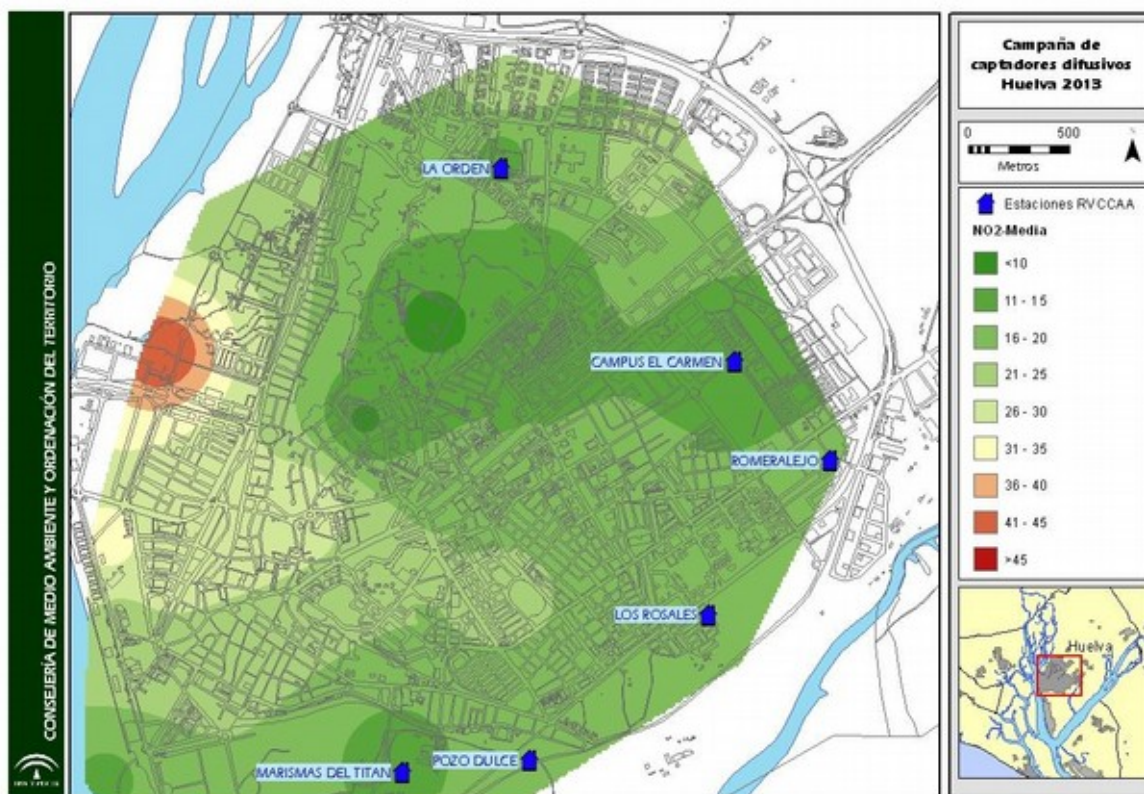 CONSEJERÍA DE MEDIO AMBIENTE Y ORDENACIÓN DEL TERRITORIO
LA ORDEN
CAMPUS EL CARMEN
ROMERALEJO
LOS ROSALES
POZO DULCE
MARISMAS DEL TITAN
Campaña de
captadores difusivos
Huelva 2013
0 500
Metros
Estaciones RVCCAA
NO2-Media
<10
11 - 15
16 - 20
21 - 25
26 - 30
31 - 35
36 - 40
41 - 45
>45
Huelva